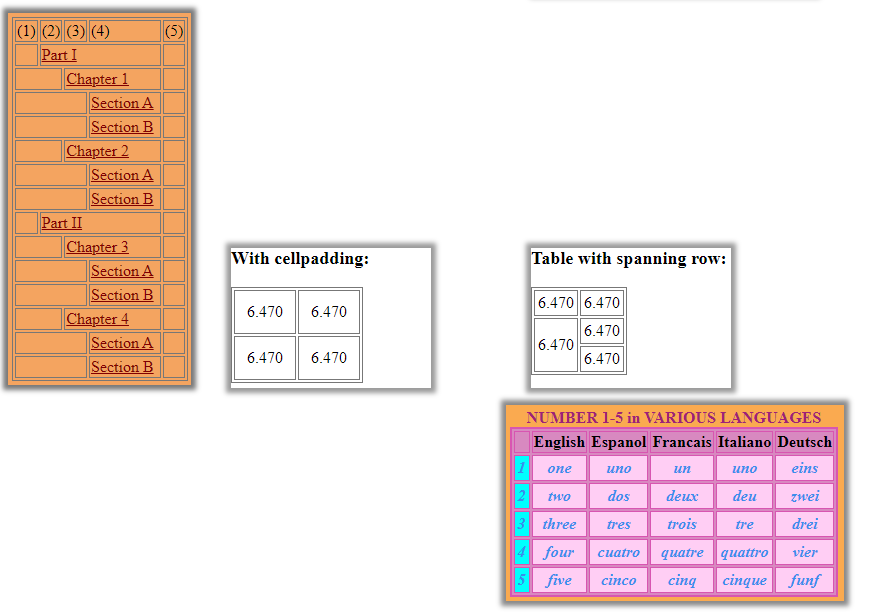 (1) (2) (3) (4) (5)
Part I
Chapter 1
Section A
Section B
Chapter 2
Section A
Section B
Part II
Chapter 3
Section A
Section B
Chapter 4
Section A
Section B
With cellpadding:
6.470 6.470
6.470 6.470
Table with spanning row:
6.470 6.470
6.470 6.470
6.470
NUMBER 1-5 in VARIOUS LANGUAGES
English Espanol Francais Italiano Deutsch
1 one uno un uno eins
2 two dos deux deu zwei
3 three tres trois tre drei
4 four cuatro quatre quattro vier
5 five cinco cinq cinque funf